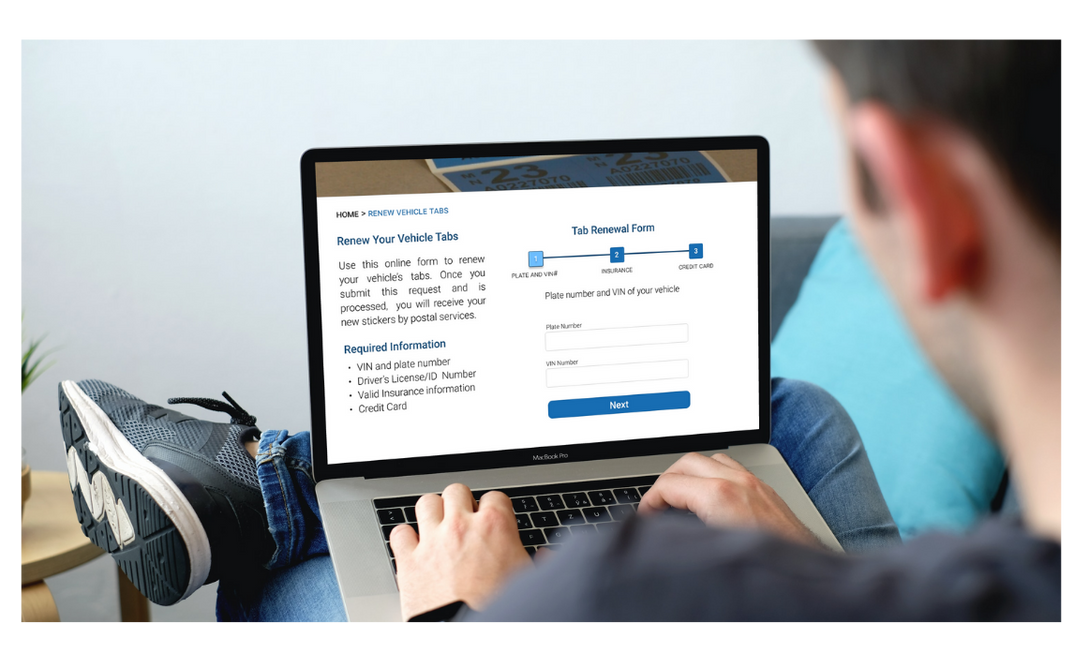 MN 23 MN 23
A0227070 A0227070
HOME > RENEW VEHICLE TABS
Renew Your Vehicle Tabs
Use this online form to renew
your vehicle's tabs. Once you
submit this request and is
processed, you will receive your
new stickers by postal services.
Required Information
• VIN and plate number
• Driver's License/ID Number
• Valid Insurance information
• Credit Card
Tab Renewal Form
1 2 3
PLATE AND VIN# INSURANCE CREDIT CARD
Plate number and VIN of your vehicle
Plate Number
VIN Number
Next
MacBook Pro